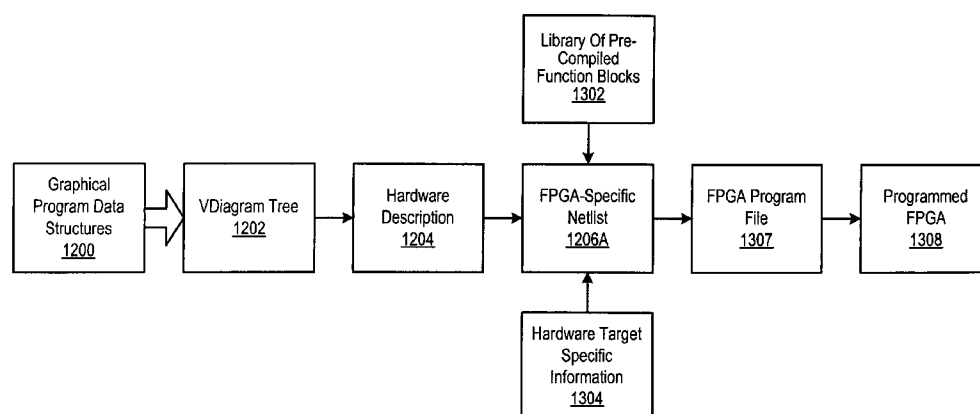 Library Of Pre-
Compiled
Function Blocks
1302
Graphical
Program Data
Structures
1200
VDiagram Tree
1202
Hardware
Description
1204
FPGA-Specific
Netlist
1206A
FPGA Program
File
1307
Programmed
FPGA
1308
Hardware Target
Specific
Information
1304